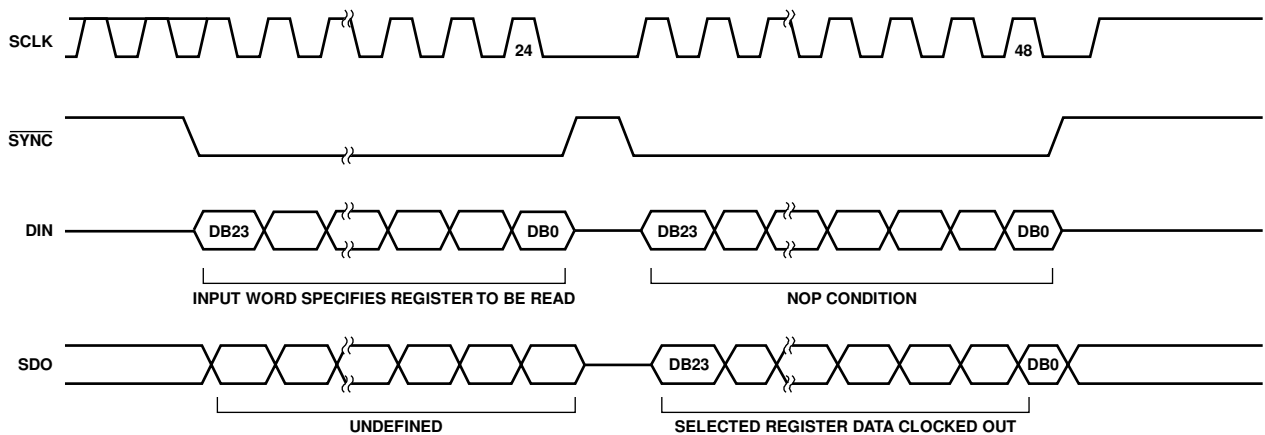 SCLK
24
48
SYNC
DIN
DB23
DB0
DB23
DB0
INPUT WORD SPECIFIES REGISTER TO BE READ
NOP CONDITION
SDO
DB23
DB0
UNDEFINED
SELECTED REGISTER DATA CLOCKED OUT